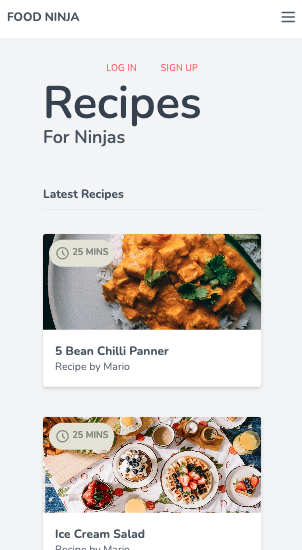 FOOD NINJA
LOG IN SIGN UP
Recipes
For Ninjas
Latest Recipes
25 MINS
5 Bean Chilli Panner
Recipe by Mario
25 MINS
Ice Cream Salad
Recipe by Mario